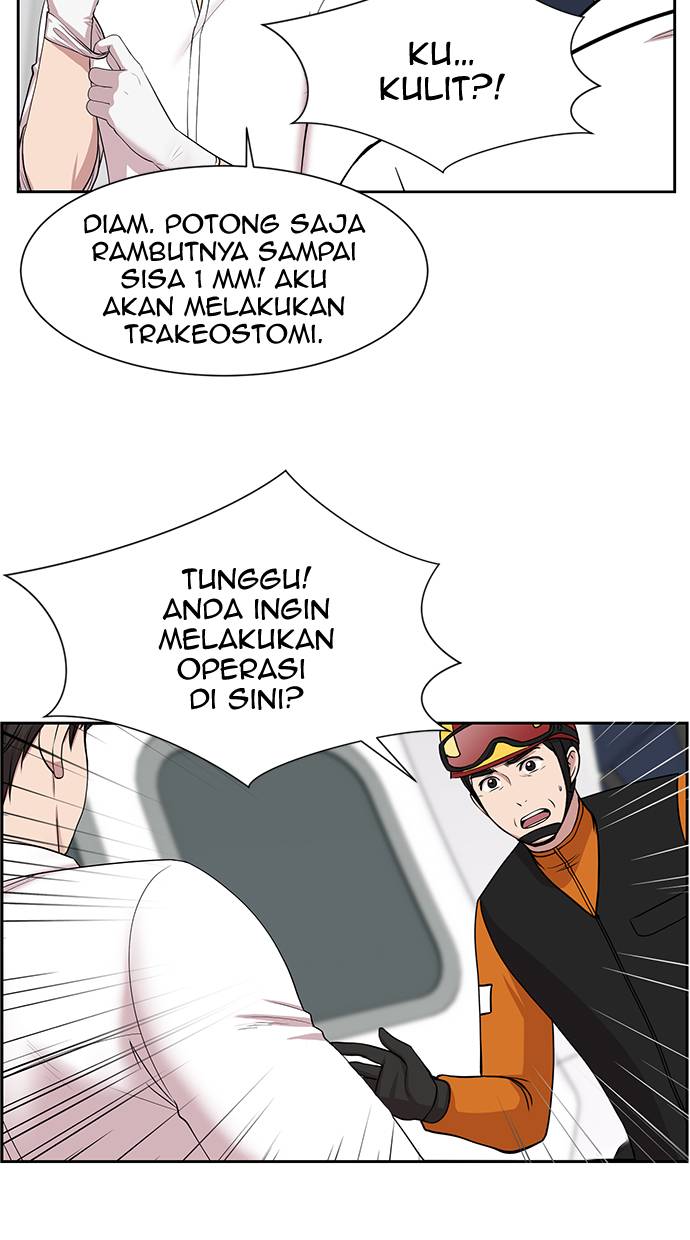 KU...
KULIT?!
DIAM. POTONG SAJA
RAMBUTNYA SAMPAI
SISA 1 MM! AKU
AKAN MELAKUKAN
TRAKEOSTOMI.
TUNGGU!
ANDA INGIN
MELAKUKAN
OPERASI
DI SINI?